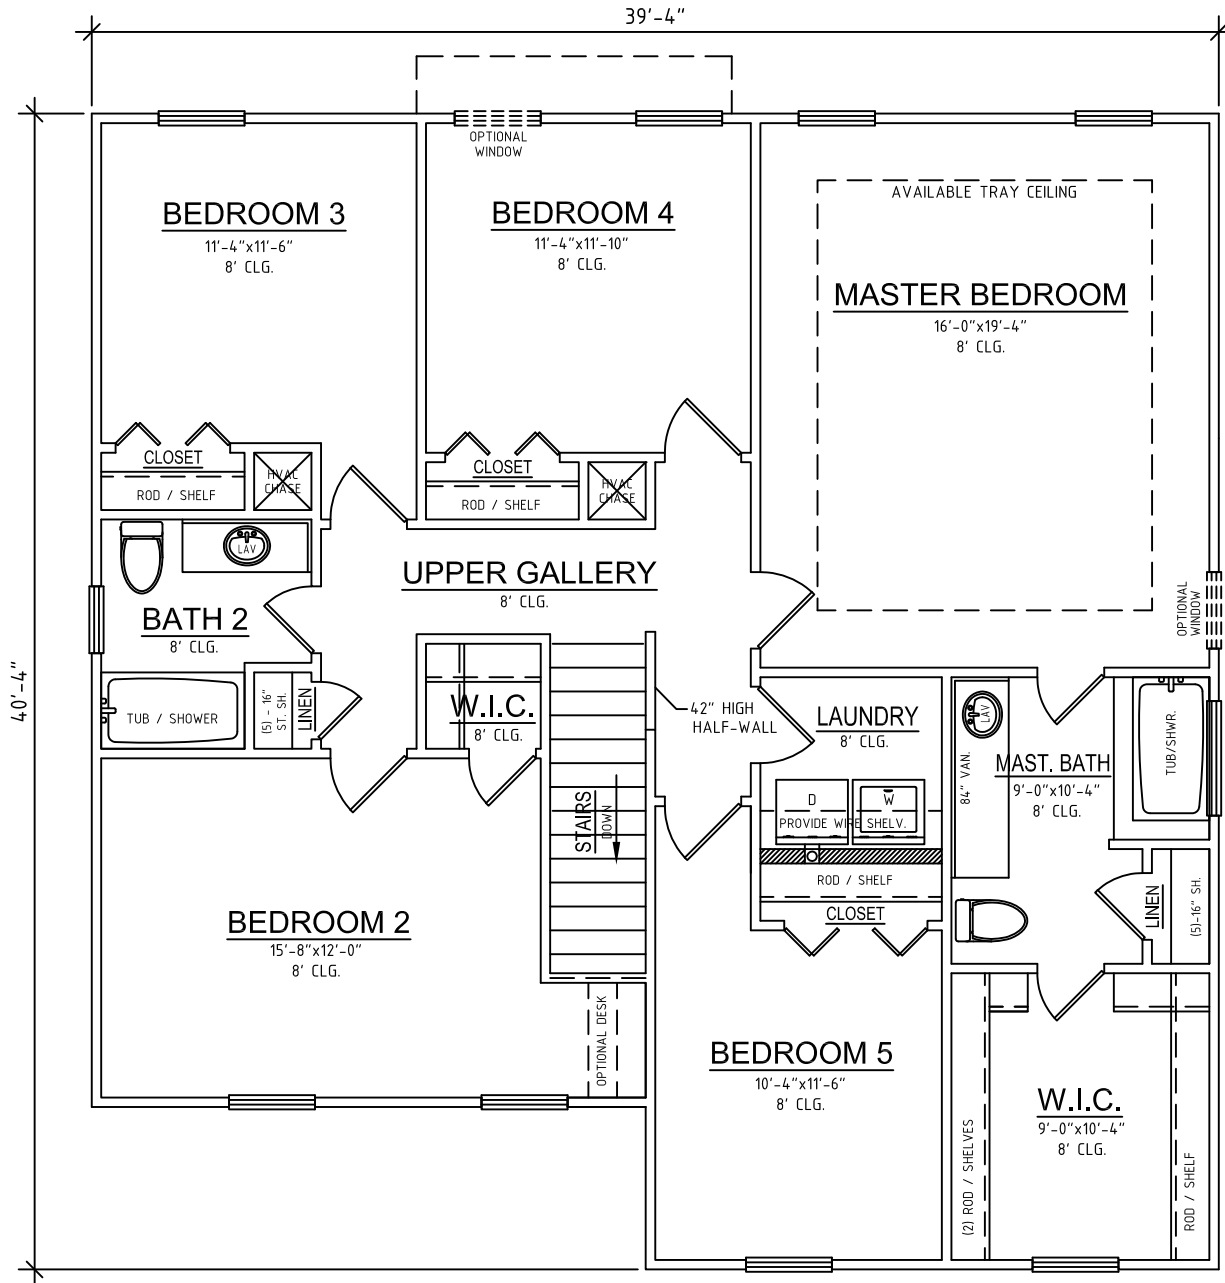 39'-4"
40'-4"
OPTIONAL
WINDOW
BEDROOM 3
11'-4"x11'-6"
8' CLG.
BEDROOM 4
11'-4"x11'-10"
8' CLG.
AVAILABLE TRAY CEILING
MASTER BEDROOM
16'-0"x19'-4"
8' CLG.
CLOSET
ROD / SHELF
HVAC
CHASE
CLOSET
ROD / SHELF
HVAC
CHASE
LAV
BATH 2
8' CLG.
UPPER GALLERY
8' CLG.
OPTIONAL
WINDOW
TUB / SHOWER
(5) - 16"
ST. SH.
LINEN
W.I.C.
8' CLG.
42" HIGH
HALF-WALL
LAUNDRY
8' CLG.
LAV
84" VAN.
MAST. BATH
9'-0"x10'-4"
8' CLG.
TUB/SHWR.
STAIRS
DOWN
D
W
PROVIDE WIRE SHELV.
ROD / SHELF
CLOSET
LINEN
(5)-16" SH.
BEDROOM 2
15'-8"x12'-0"
8' CLG.
OPTIONAL DESK
BEDROOM 5
10'-4"x11'-6"
8' CLG.
W.I.C.
9'-0"x10'-4"
8' CLG.
(2) ROD / SHELVES
ROD / SHELF